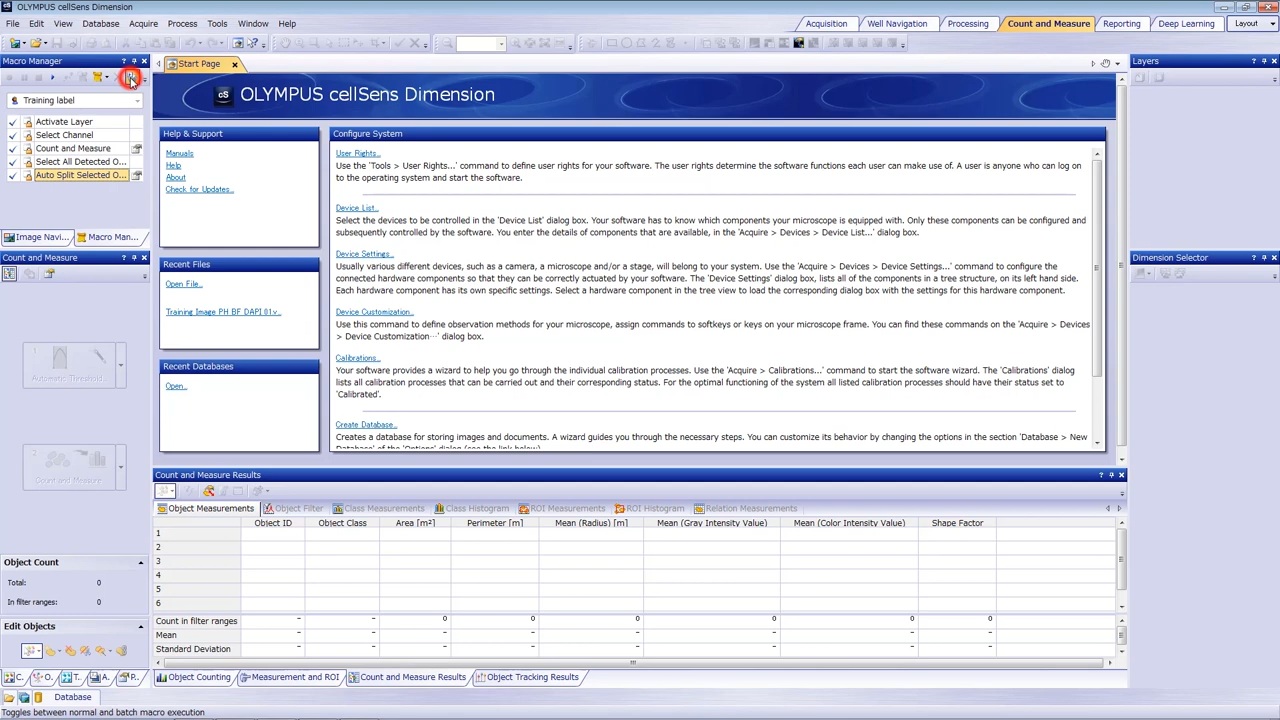 OLYMPUS cellSens Dimension
File Edit View Database Acquire Process Tools Window Help
Acquisition Well Navigation Processing Count and Measure Reporting Deep Learning Layout
Macro Manager
Training label
Activate Layer
Select Channel
Count and Measure
Select All Detected O...
Auto Split Selected O...
Image Navi... Macro Man...
Count and Measure
Automatic Threshold...
Count and Measure
Object Count
Total: 0
In filter ranges: 0
Edit Objects
C.. O.. T.. A.. P..
Start Page
cS OLYMPUS cellSens Dimension
Help & Support
Manuals
Help
About
Check for Updates...
Recent Files
Open File...
Training Image PH BF DAPI 01.v...
Recent Databases
Open...
Configure System
User Rights...
Use the 'Tools > User Rights...' command to define user rights for your software. The user rights determine the software functions each user can make use of. A user is anyone who can log on
to the operating system and start the software.
Device List...
Select the devices to be controlled in the 'Device List' dialog box. Your software has to know which components your microscope is equipped with. Only these components can be configured and
subsequently controlled by the software. You enter the details of components that are available, in the 'Acquire > Devices > Device List...' dialog box.
Device Settings...
Usually various different devices, such as a camera, a microscope and/or a stage, will belong to your system. Use the 'Acquire > Devices > Device Settings...' command to configure the
connected hardware components so that they can be correctly actuated by your software. The 'Device Settings' dialog box, lists all of the components in a tree structure, on its left hand side.
Each hardware component has its own specific settings. Select a hardware component in the tree view to load the corresponding dialog box with the settings for this hardware component.
Device Customization...
Use this command to define observation methods for your microscope, assign commands to softkeys or keys on your microscope frame. You can find these commands on the 'Acquire > Devices
> Device Customization…' dialog box.
Calibrations...
Your software provides a wizard to help you go through the individual calibration processes. Use the 'Acquire > Calibrations...' command to start the software wizard. The 'Calibrations' dialog
lists all calibration processes that can be carried out and their corresponding status. For the optimal functioning of the system all listed calibration processes should have their status set to
'Calibrated'.
Create Database...
Creates a database for storing images and documents. A wizard guides you through the necessary steps. You can customize its behavior by changing the options in the section 'Database > New
Database' of the 'Options' dialog (see the link below)
Count and Measure Results
Object Measurements Object Filter Class Measurements Class Histogram ROI Measurements ROI Histogram Relation Measurements
Object ID Object Class Area [m²] Perimeter [m] Mean (Radius) [m] Mean (Gray Intensity Value) Mean (Color Intensity Value) Shape Factor
1
2
3
4
5
6
Count in filter ranges - - 0 0 0 0 0 0
Mean - - - - - - - -
Standard Deviation - - - - - - - -
Object Counting Measurement and ROI Count and Measure Results Object Tracking Results
Layers
Dimension Selector
Database
Toggles between normal and batch macro execution